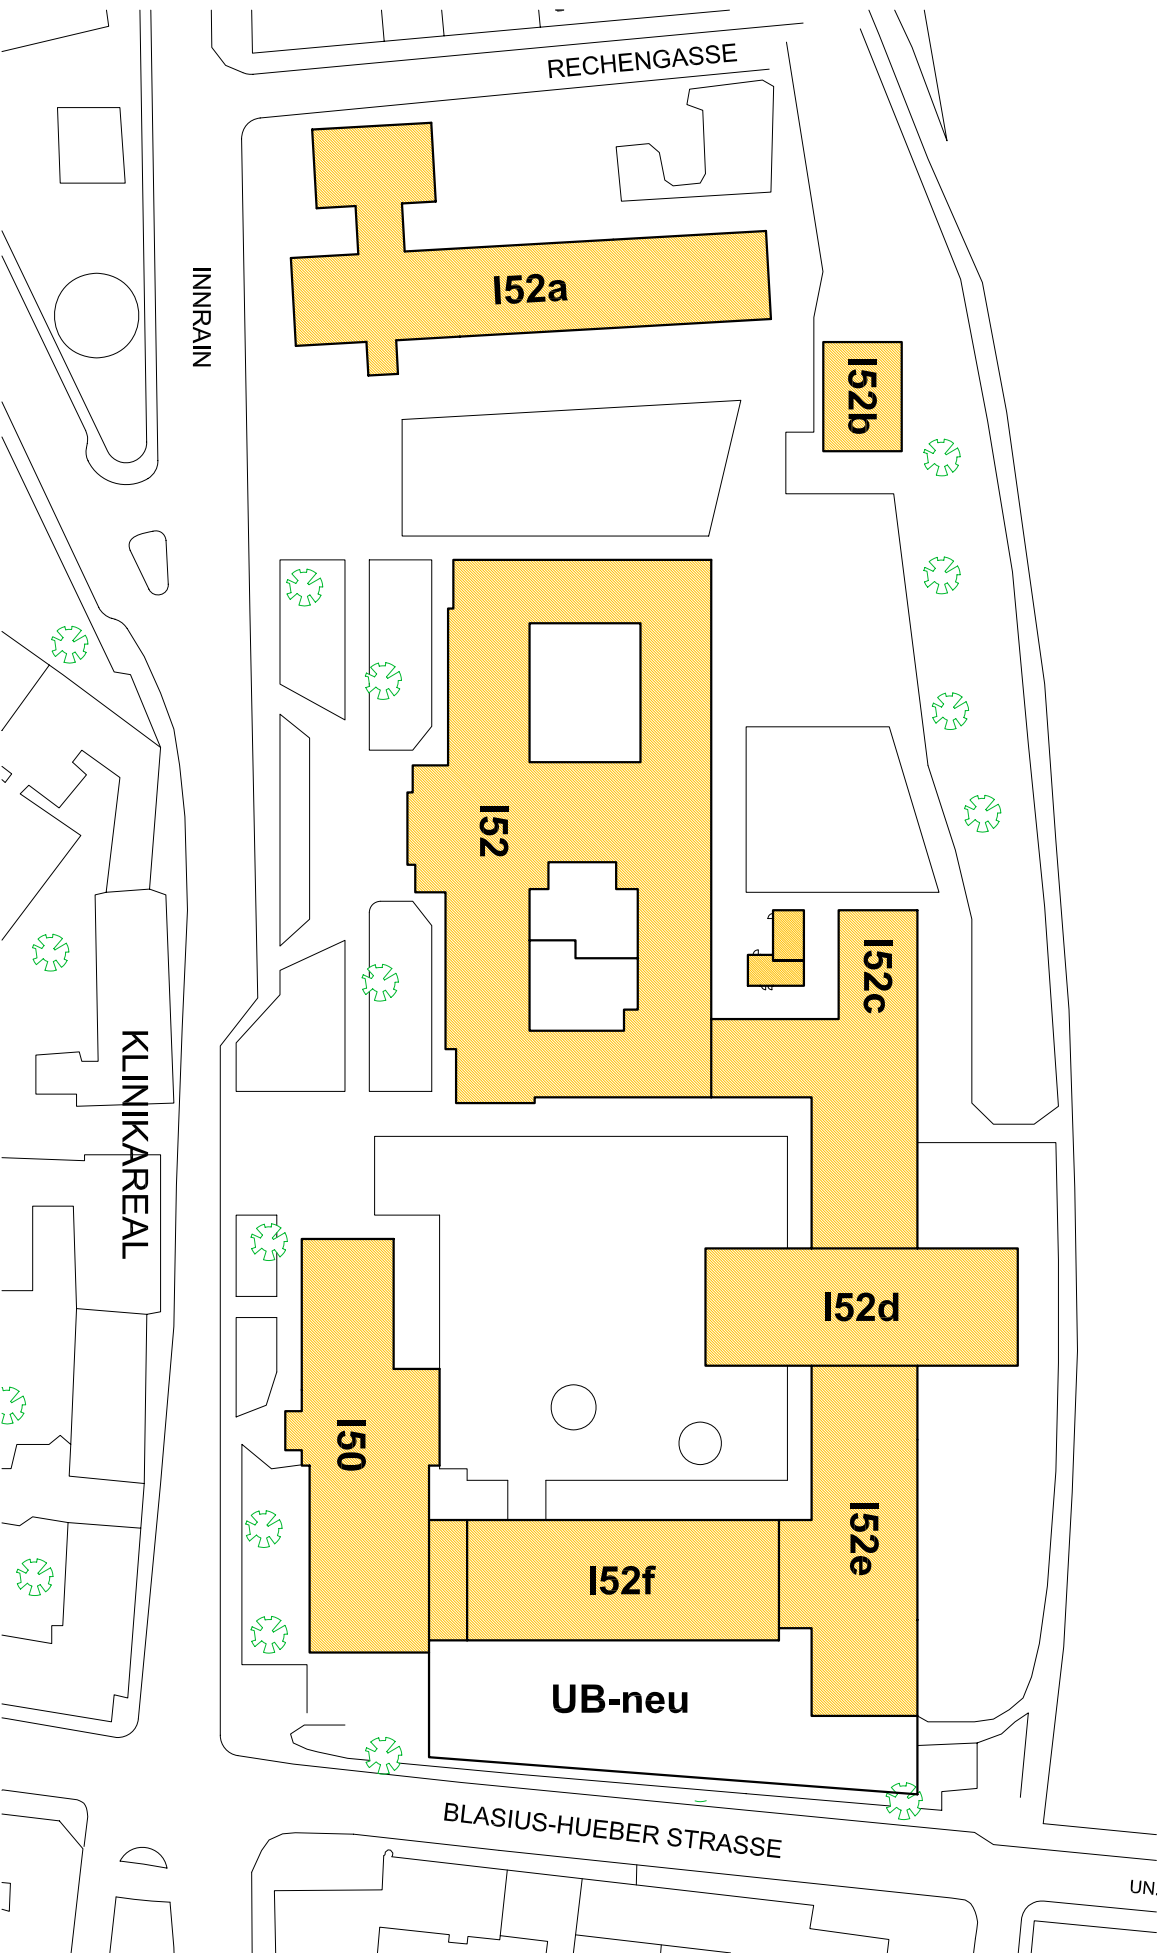 RECHENGASSE
INNRAIN
I52a
I52b
I52
I52c
KLINIKAREAL
I52d
I50
I52e
I52f
UB-neu
BLASIUS-HUEBER STRASSE